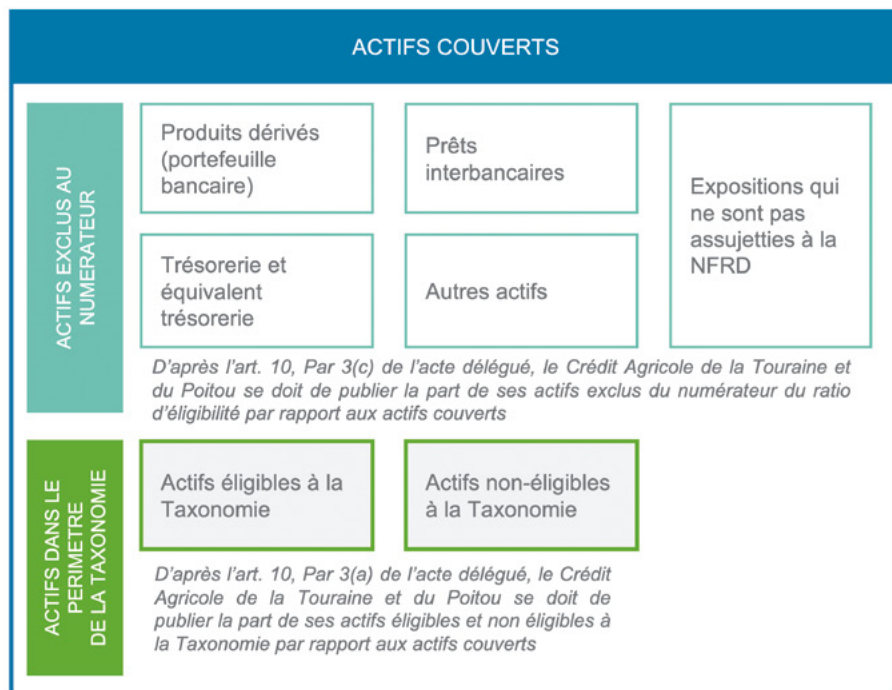 ACTIFS COUVERTS
ACTIFS EXCLUS AU
NUMERATEUR
Produits dérivés
(portefeuille
bancaire)
Prêts
interbancaires
Expositions qui
ne sont pas
assujetties à la
NFRD
Trésorerie et
équivalent
trésorerie
Autres actifs
D'après l'art. 10, Par 3(c) de l'acte délégué, le Crédit Agricole de la Touraine et
du Poitou se doit de publier la part de ses actifs exclus du numérateur du ratio
d'éligibilité par rapport aux actifs couverts
ACTIFS DANS LE
PERIMETRE
DE LA TAXONOMIE
Actifs éligibles à la
Taxonomie
Actifs non-éligibles
à la Taxonomie
D'après l'art. 10, Par 3(a) de l'acte délégué, le Crédit
Agricole de la Touraine et du Poitou se doit de
publier la part de ses actifs éligibles et non éligibles à
la Taxonomie par rapport aux actifs couverts